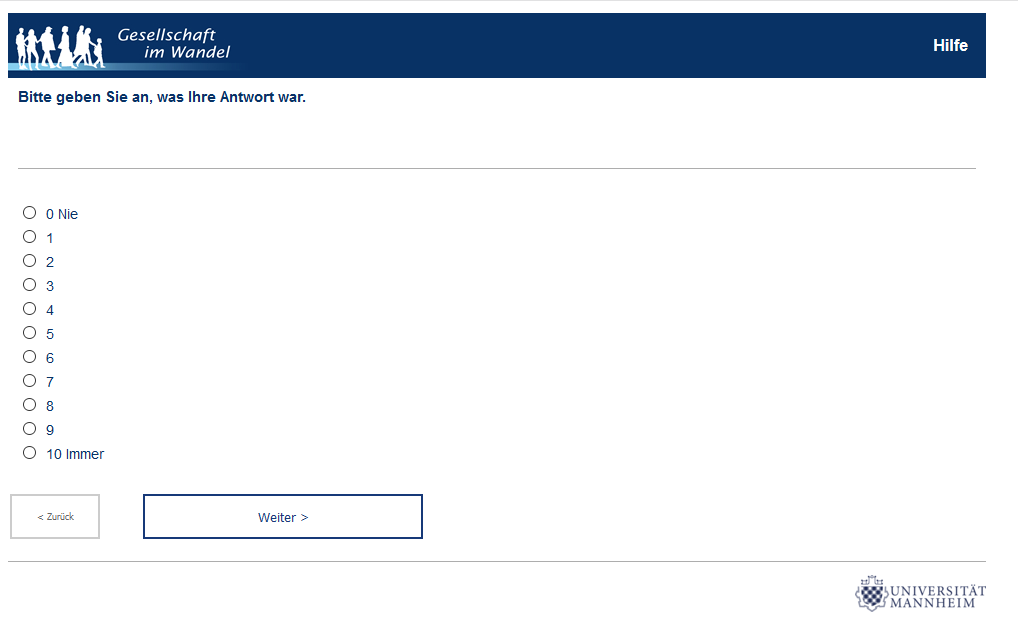 Gesellschaft
im Wandel
Hilfe
Bitte geben Sie an, was Ihre Antwort war.
0 Nie
1
2
3
4
5
6
7
8
9
10 Immer
< Zurück
Weiter >
UNIVERSITÄT
MANNHEIM